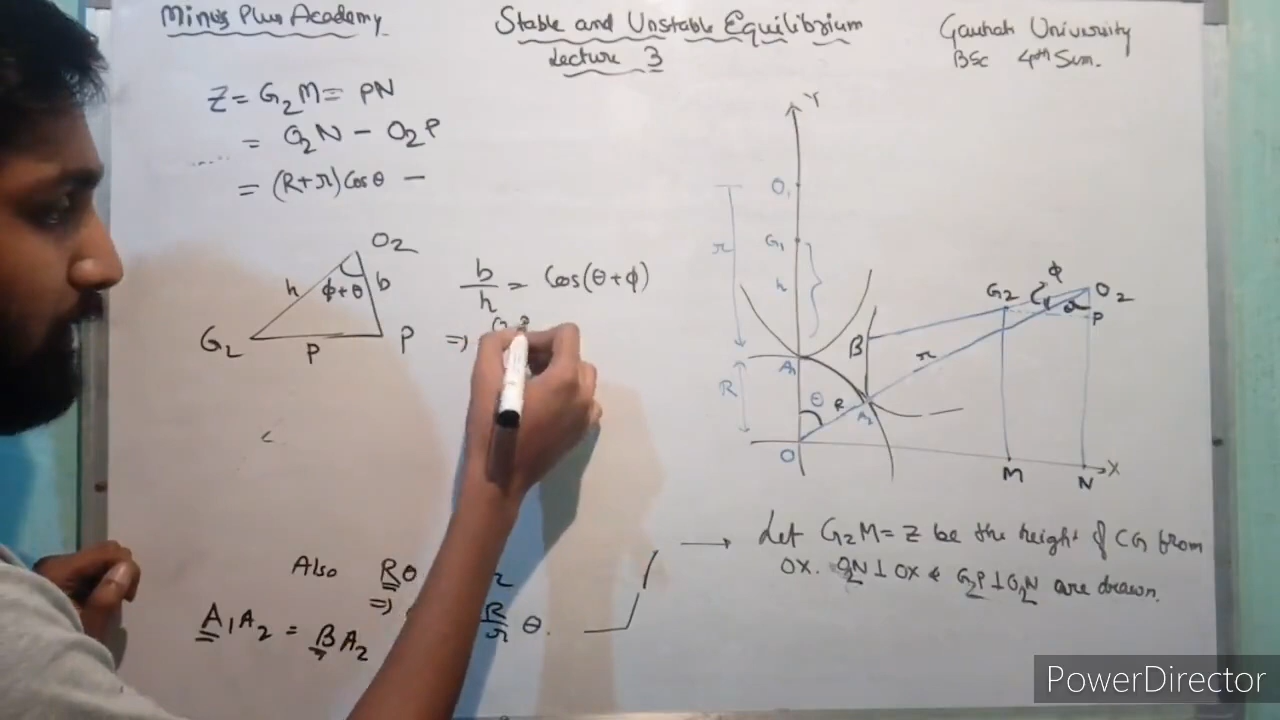 Minus Plus Academy
Stable and Unstable Equilibrium
Lecture 3
Gauhati University
BSc 4th Sem.
Z = G₂M = PN
= O₂N - O₂P
= (R+r) Cos θ -
O₂
h
ϕ+θ
b
G₂
P
P
b/h = Cos(θ+ϕ)
=>
Also Rθ
=>
R/r θ.
A₁A₂ = BA₂
Y
O₁
r
G₁
h
R
A₁
B
θ
R
A₂
r
G₂
ϕ
θ
O₂
P
O
M
N
X
→ Let G₂M = Z be the height of CG from
OX. O₂N ⊥ OX & G₂P ⊥ O₂N are drawn.
PowerDirector